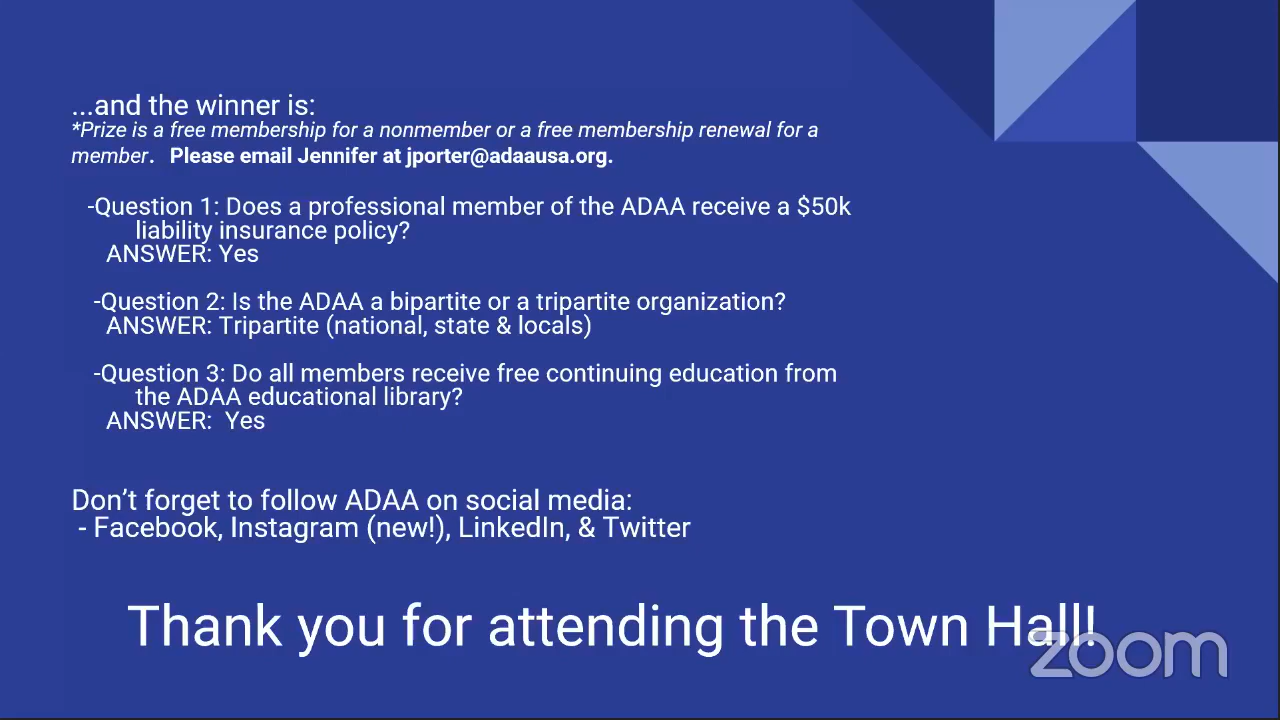 ...and the winner is:
*Prize is a free membership for a nonmember or a free membership renewal for a
member. Please email Jennifer at jporter@adaausa.org.
-Question 1: Does a professional member of the ADAA receive a $50k
liability insurance policy?
ANSWER: Yes
-Question 2: Is the ADAA a bipartite or a tripartite organization?
ANSWER: Tripartite (national, state & locals)
-Question 3: Do all members receive free continuing education from
the ADAA educational library?
ANSWER: Yes
Don't forget to follow ADAA on social media:
- Facebook, Instagram (new!), LinkedIn, & Twitter
Thank you for attending the Town Hall!
zoom